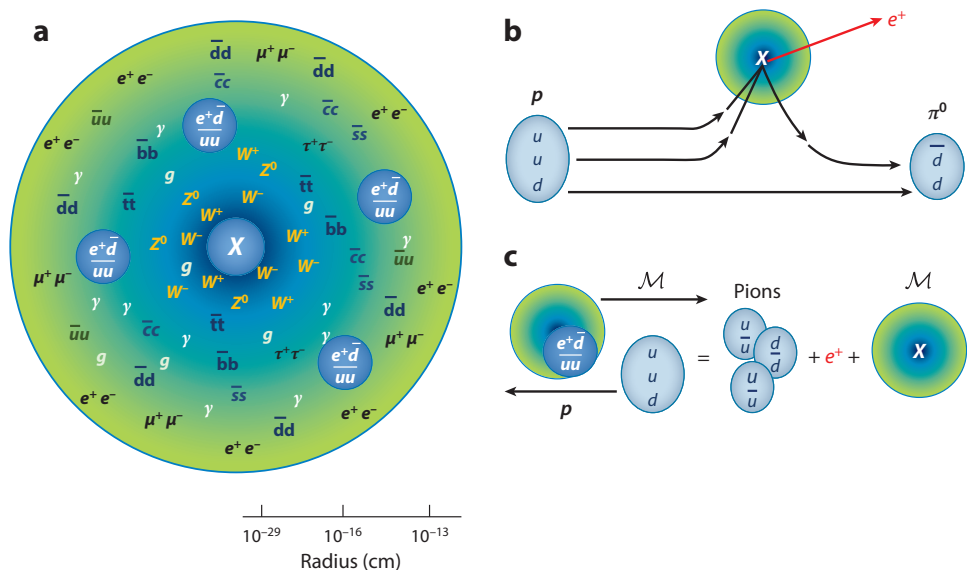 a
d̄d
μ⁺μ⁻
d̄d
e⁺e⁻
c̄c
γ
c̄c
e⁺e⁻
ūu
e⁺d̄
uu
γ
s̄s
e⁺e⁻
b̄b
W⁺
τ⁺τ⁻
γ
g
Z⁰
t̄t
e⁺d̄
uu
d̄d
t̄t
Z⁰
W⁻
g
W⁺
b̄b
e⁺d̄
uu
Z⁰
W⁻
X
W⁺
γ
c̄c
ūu
μ⁺μ⁻
g
W⁻
s̄s
W⁻
W⁺
e⁺e⁻
γ
γ
Z⁰
W⁺
γ
d̄d
ūu
c̄c
t̄t
γ
g
γ
μ⁺μ⁻
g
g
b̄b
τ⁺τ⁻
e⁺d̄
uu
d̄d
e⁺e⁻
s̄s
γ
μ⁺μ⁻
γ
d̄d
e⁺e⁻
e⁺e⁻
10⁻²⁹
10⁻¹⁶
10⁻¹³
Radius (cm)
b
e⁺
X
p
π⁰
u
u
d
d̄
d
c
ℳ
Pions
ℳ
e⁺d̄
uu
u
u
d
=
u
ū
d
d̄
u
ū
+ e⁺ +
X
p